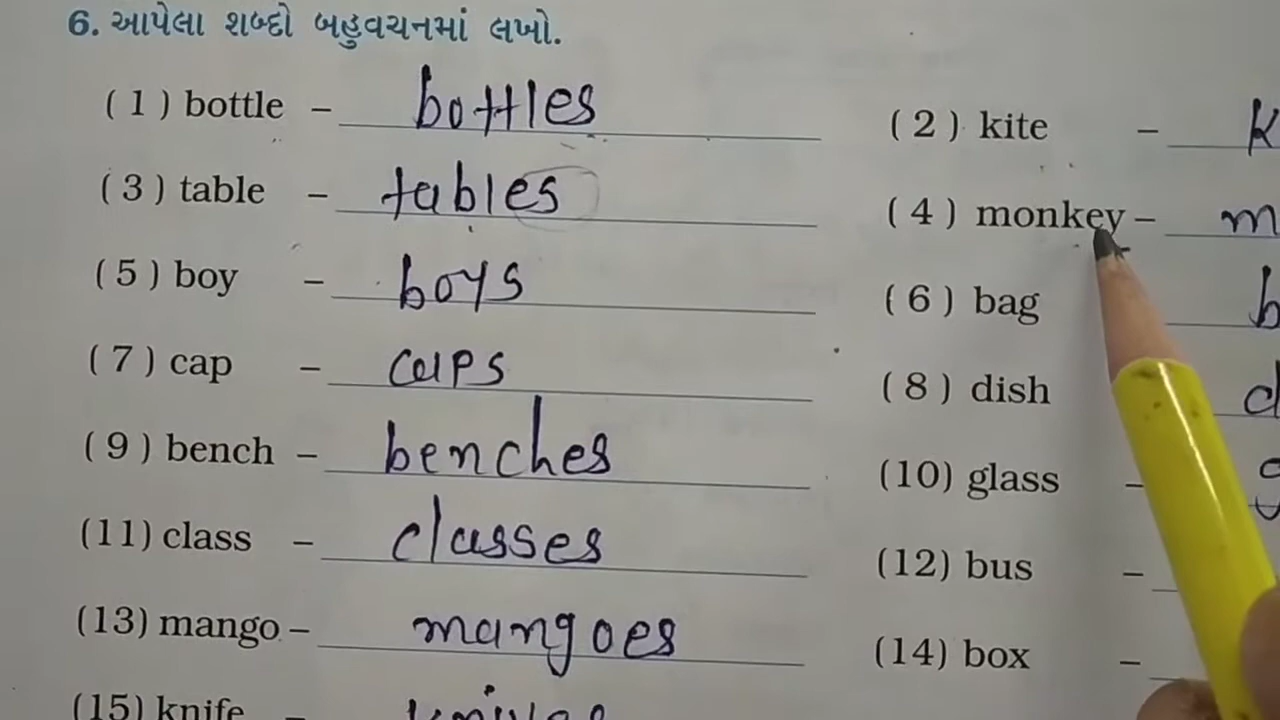 6. આપેલા શબ્દો બહુવચનમાં લખો.
(1) bottle – bottles
(2) kite – k
(3) table – tables
(4) monkey – m
(5) boy – boys
(6) bag b
(7) cap – caps
(8) dish d
(9) bench – benches
(10) glass – g
(11) class – classes
(12) bus –
(13) mango – mangoes
(14) box –
(15) knife – knives